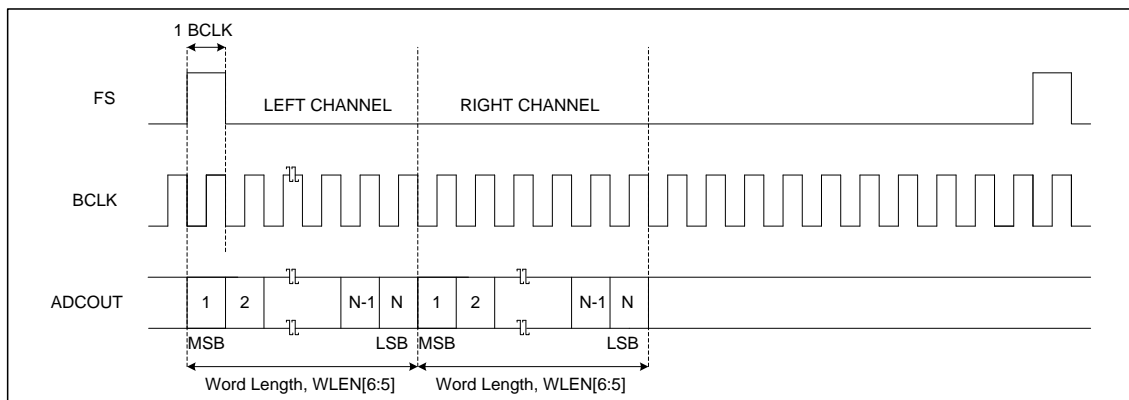 1 BCLK
FS
LEFT CHANNEL
RIGHT CHANNEL
BCLK
ADCOUT
1 2 N-1 N 1 2 N-1 N
MSB LSB MSB LSB
Word Length, WLEN[6:5] Word Length, WLEN[6:5]